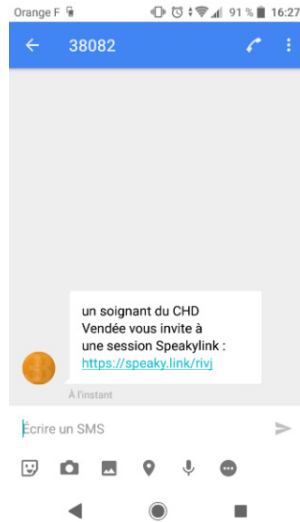 Orange F 91 % 16:27
38082
un soignant du CHD
Vendée vous invite à
une session Speakylink :
https://speaky.link/rivj
À l'instant
Écrire un SMS